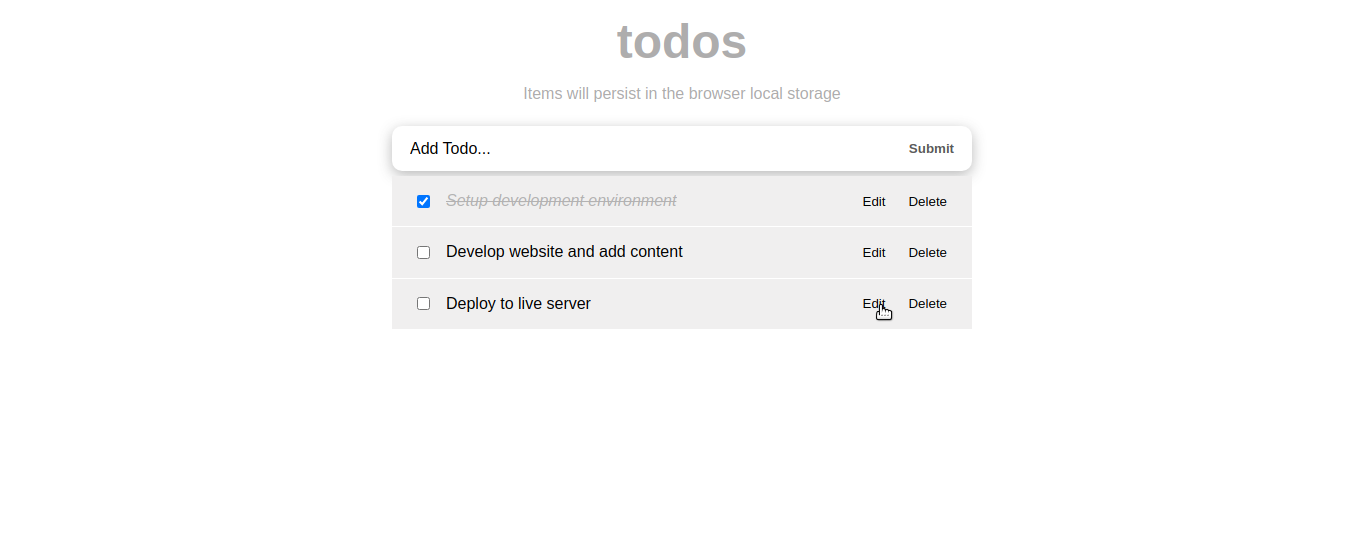 todos
Items will persist in the browser local storage
Add Todo... Submit
Setup development environment Edit Delete
Develop website and add content Edit Delete
Deploy to live server Edit Delete